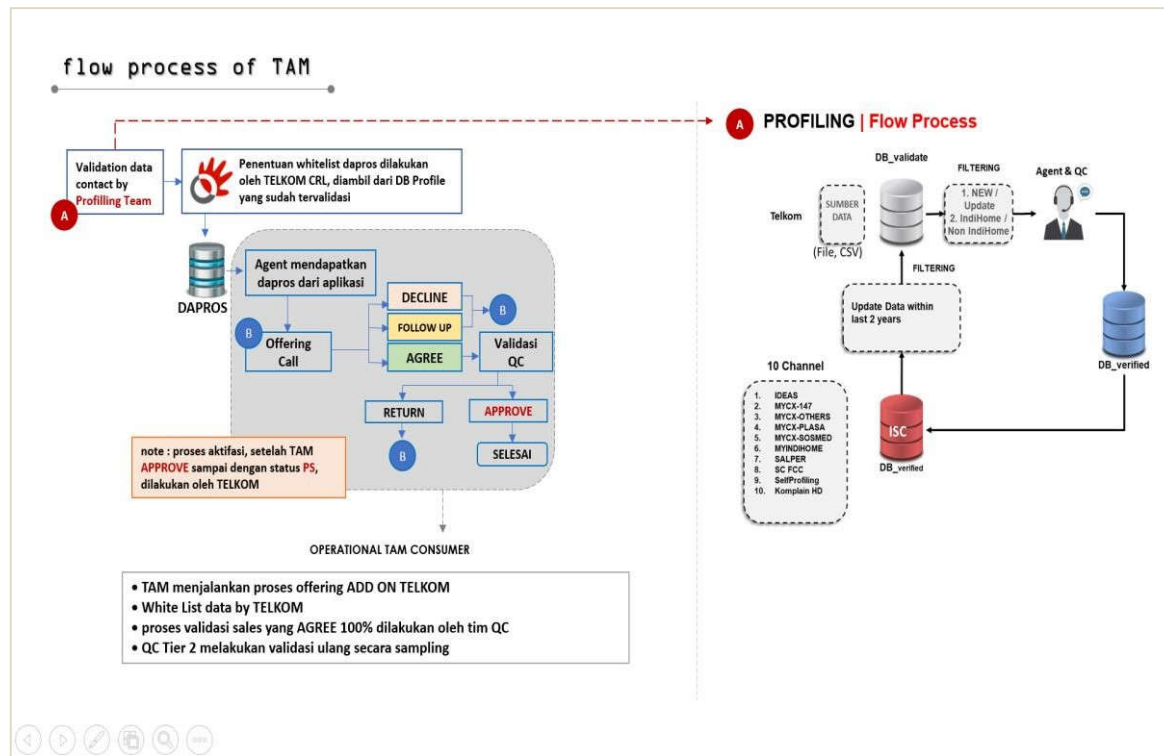 flow process of TAM
Validation data
contact by
Profilling Team
A
Penentuan whitelist dapros dilakukan
oleh TELKOM CRL, diambil dari DB Profile
yang sudah tervalidasi
DAPROS
Agent mendapatkan
dapros dari aplikasi
B
Offering
Call
DECLINE
FOLLOW UP
AGREE
B
Validasi
QC
RETURN
APPROVE
B
SELESAI
note : proses aktifasi, setelah TAM
APPROVE sampai dengan status PS,
dilakukan oleh TELKOM
OPERATIONAL TAM CONSUMER
• TAM menjalankan proses offering ADD ON TELKOM
• White List data by TELKOM
• proses validasi sales yang AGREE 100% dilakukan oleh tim QC
• QC Tier 2 melakukan validasi ulang secara sampling
A PROFILING | Flow Process
DB_validate
FILTERING
Agent & QC
Telkom
SUMBER
DATA
(File, CSV)
1. NEW /
Update
2. IndiHome /
Non IndiHome
FILTERING
Update Data within
last 2 years
DB_verified
10 Channel
1. IDEAS
2. MYCX-147
3. MYCX-OTHERS
4. MYCX-PLASA
5. MYCX-SOSMED
6. MYINDIHOME
7. SALPER
8. SC FCC
9. SelfProfiling
10. Komplain HD
ISC
DB_verified